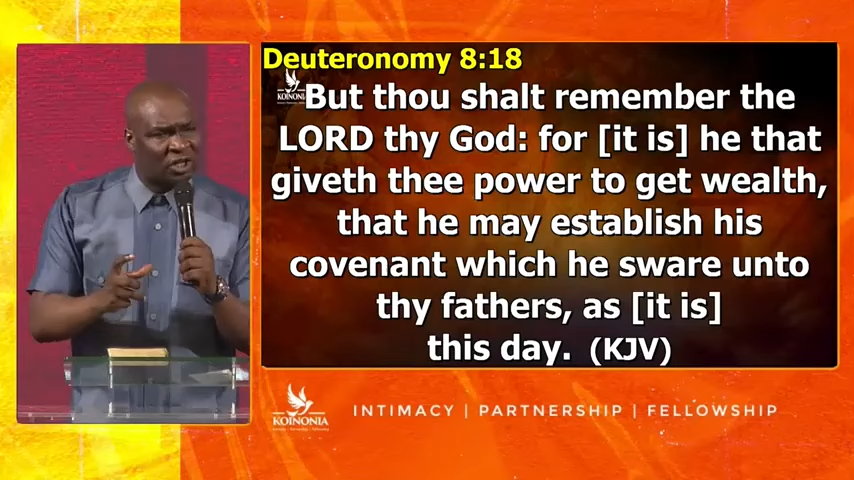 Deuteronomy 8:18
KOINONIA
But thou shalt remember the
LORD thy God: for [it is] he that
giveth thee power to get wealth,
that he may establish his
covenant which he sware unto
thy fathers, as [it is]
this day. (KJV)
KOINONIA
INTIMACY | PARTNERSHIP | FELLOWSHIP